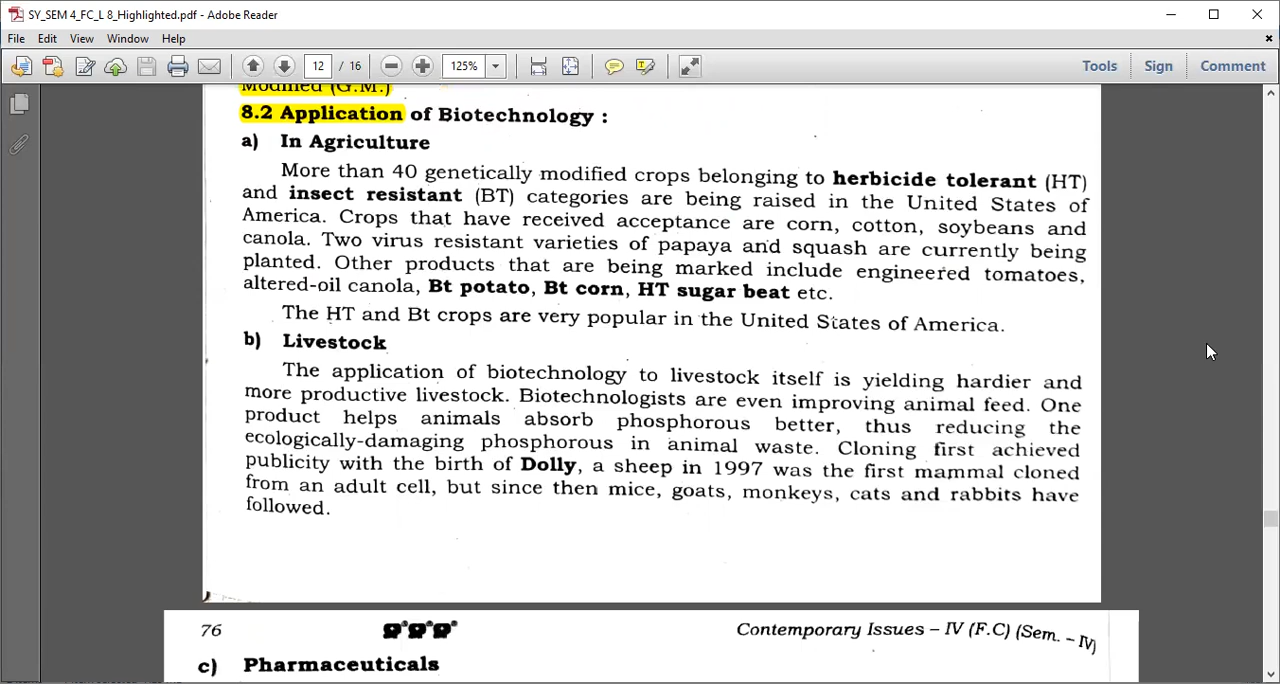 SY_SEM 4_FC_L 8_Highlighted.pdf - Adobe Reader
File Edit View Window Help
12 / 16 125% Tools Sign Comment
Modified (G.M.)
8.2 Application of Biotechnology :
a) In Agriculture
More than 40 genetically modified crops belonging to herbicide tolerant (HT)
and insect resistant (BT) categories are being raised in the United States of
America. Crops that have received acceptance are corn, cotton, soybeans and
canola. Two virus resistant varieties of papaya and squash are currently being
planted. Other products that are being marked include engineered tomatoes,
altered-oil canola, Bt potato, Bt corn, HT sugar beat etc.
The HT and Bt crops are very popular in the United States of America.
b) Livestock
The application of biotechnology to livestock itself is yielding hardier and
more productive livestock. Biotechnologists are even improving animal feed. One
product helps animals absorb phosphorous better, thus reducing the
ecologically-damaging phosphorous in animal waste. Cloning first achieved
publicity with the birth of Dolly, a sheep in 1997 was the first mammal cloned
from an adult cell, but since then mice, goats, monkeys, cats and rabbits have
followed.
76 Contemporary Issues – IV (F.C) (Sem. – IV)
c) Pharmaceuticals